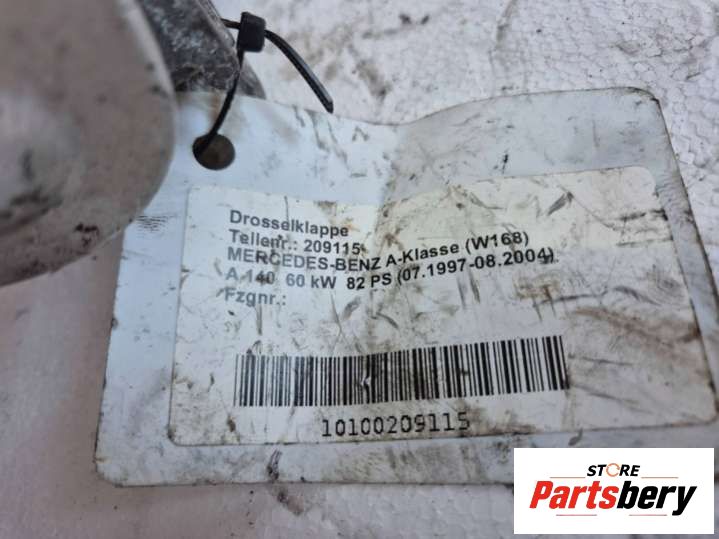 Drosselklappe
Teilenr.: 209115
MERCEDES-BENZ A-Klasse (W168)
A 140 60 kW 82 PS (07.1997-08.2004)
Fzgnr.:
10100209115
STORE
Partsbery